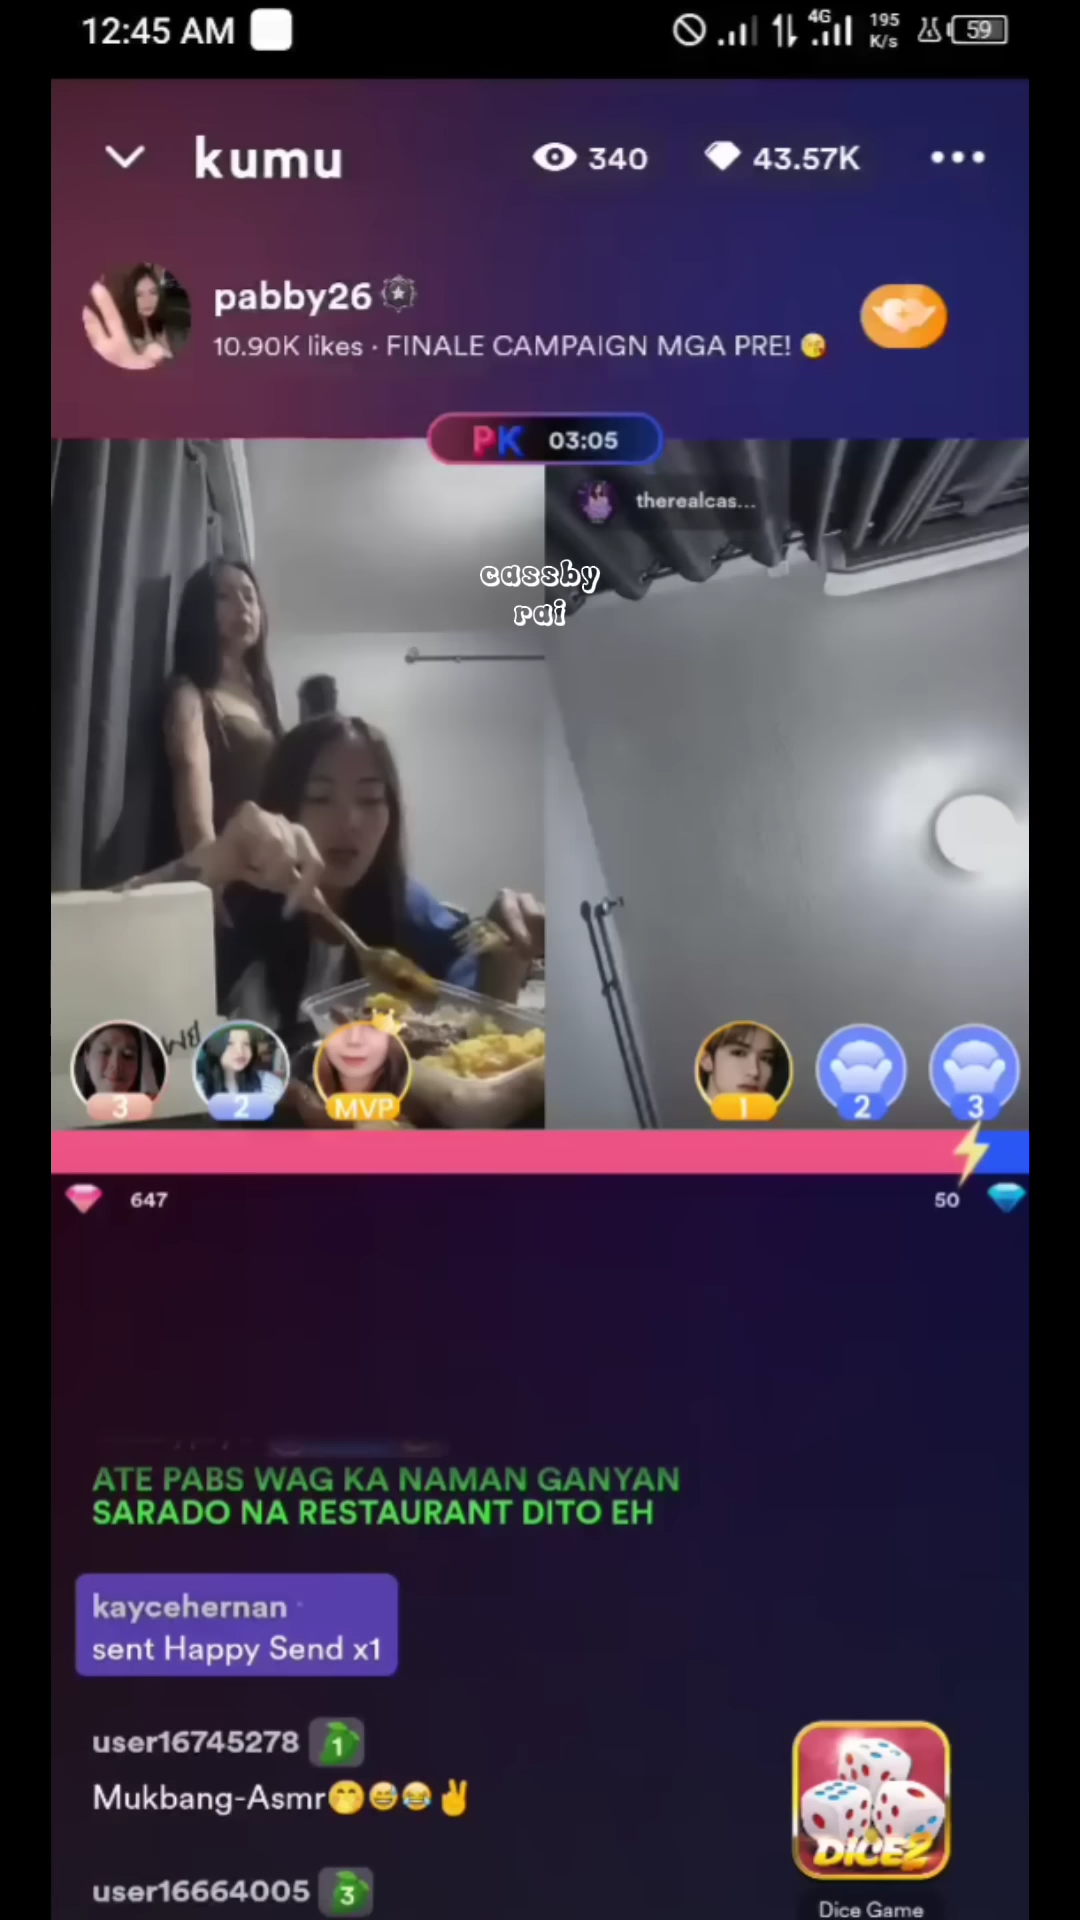 12:45 AM
4G
195
K/s
59
kumu
340
43.57K
pabby26
10.90K likes · FINALE CAMPAIGN MGA PRE! 😘
PK 03:05
therealcas...
cassby
rai
3
2
MVP
1
2
3
647
50
ATE PABS WAG KA NAMAN GANYAN
SARADO NA RESTAURANT DITO EH
kaycehernan
sent Happy Send x1
user16745278 1
Mukbang-Asmr🤭😅😂✌️
DICE2
user16664005 3
Dice Game